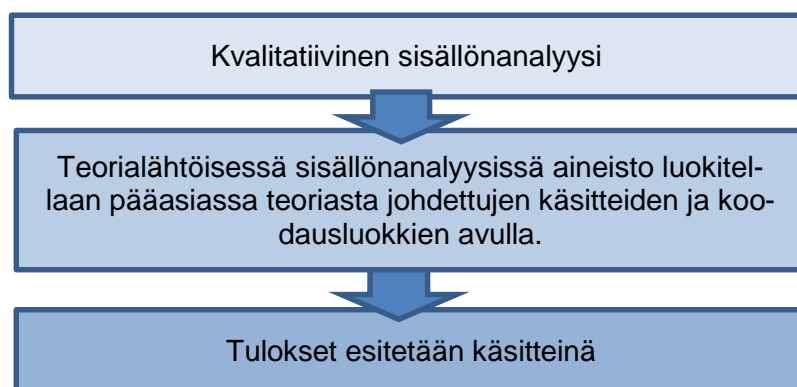 Kvalitatiivinen sisällönanalyysi
Teorialähtöisessä sisällönanalyysissä aineisto luokitel-
laan pääasiassa teoriasta johdettujen käsitteiden ja koo-
dausluokkien avulla.
Tulokset esitetään käsitteinä